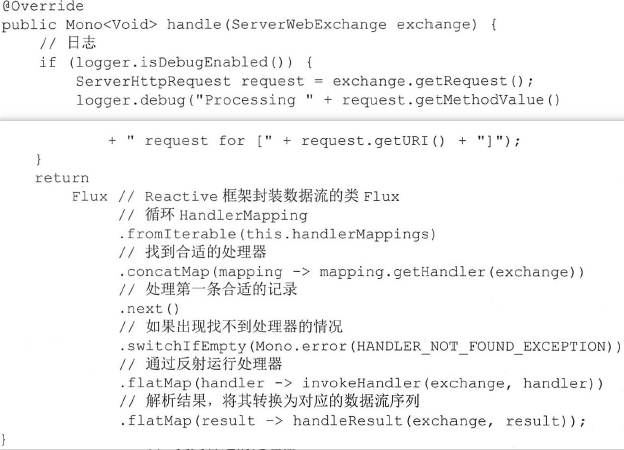 @Override
public Mono<Void> handle(ServerWebExchange exchange) {
// 日志
if (logger.isDebugEnabled()) {
ServerHttpRequest request = exchange.getRequest();
logger.debug("Processing " + request.getMethodValue()
+ " request for [" + request.getURI() + "]");
}
return
Flux // Reactive 框架封装数据流的类 Flux
// 循环 HandlerMapping
.fromIterable(this.handlerMappings)
// 找到合适的处理器
.concatMap(mapping -> mapping.getHandler(exchange))
// 处理第一条合适的记录
.next()
// 如果出现找不到处理器的情况
.switchIfEmpty(Mono.error(HANDLER_NOT_FOUND_EXCEPTION))
// 通过反射运行处理器
.flatMap(handler -> invokeHandler(exchange, handler))
// 解析结果，将其转换为对应的数据流序列
.flatMap(result -> handleResult(exchange, result));
}